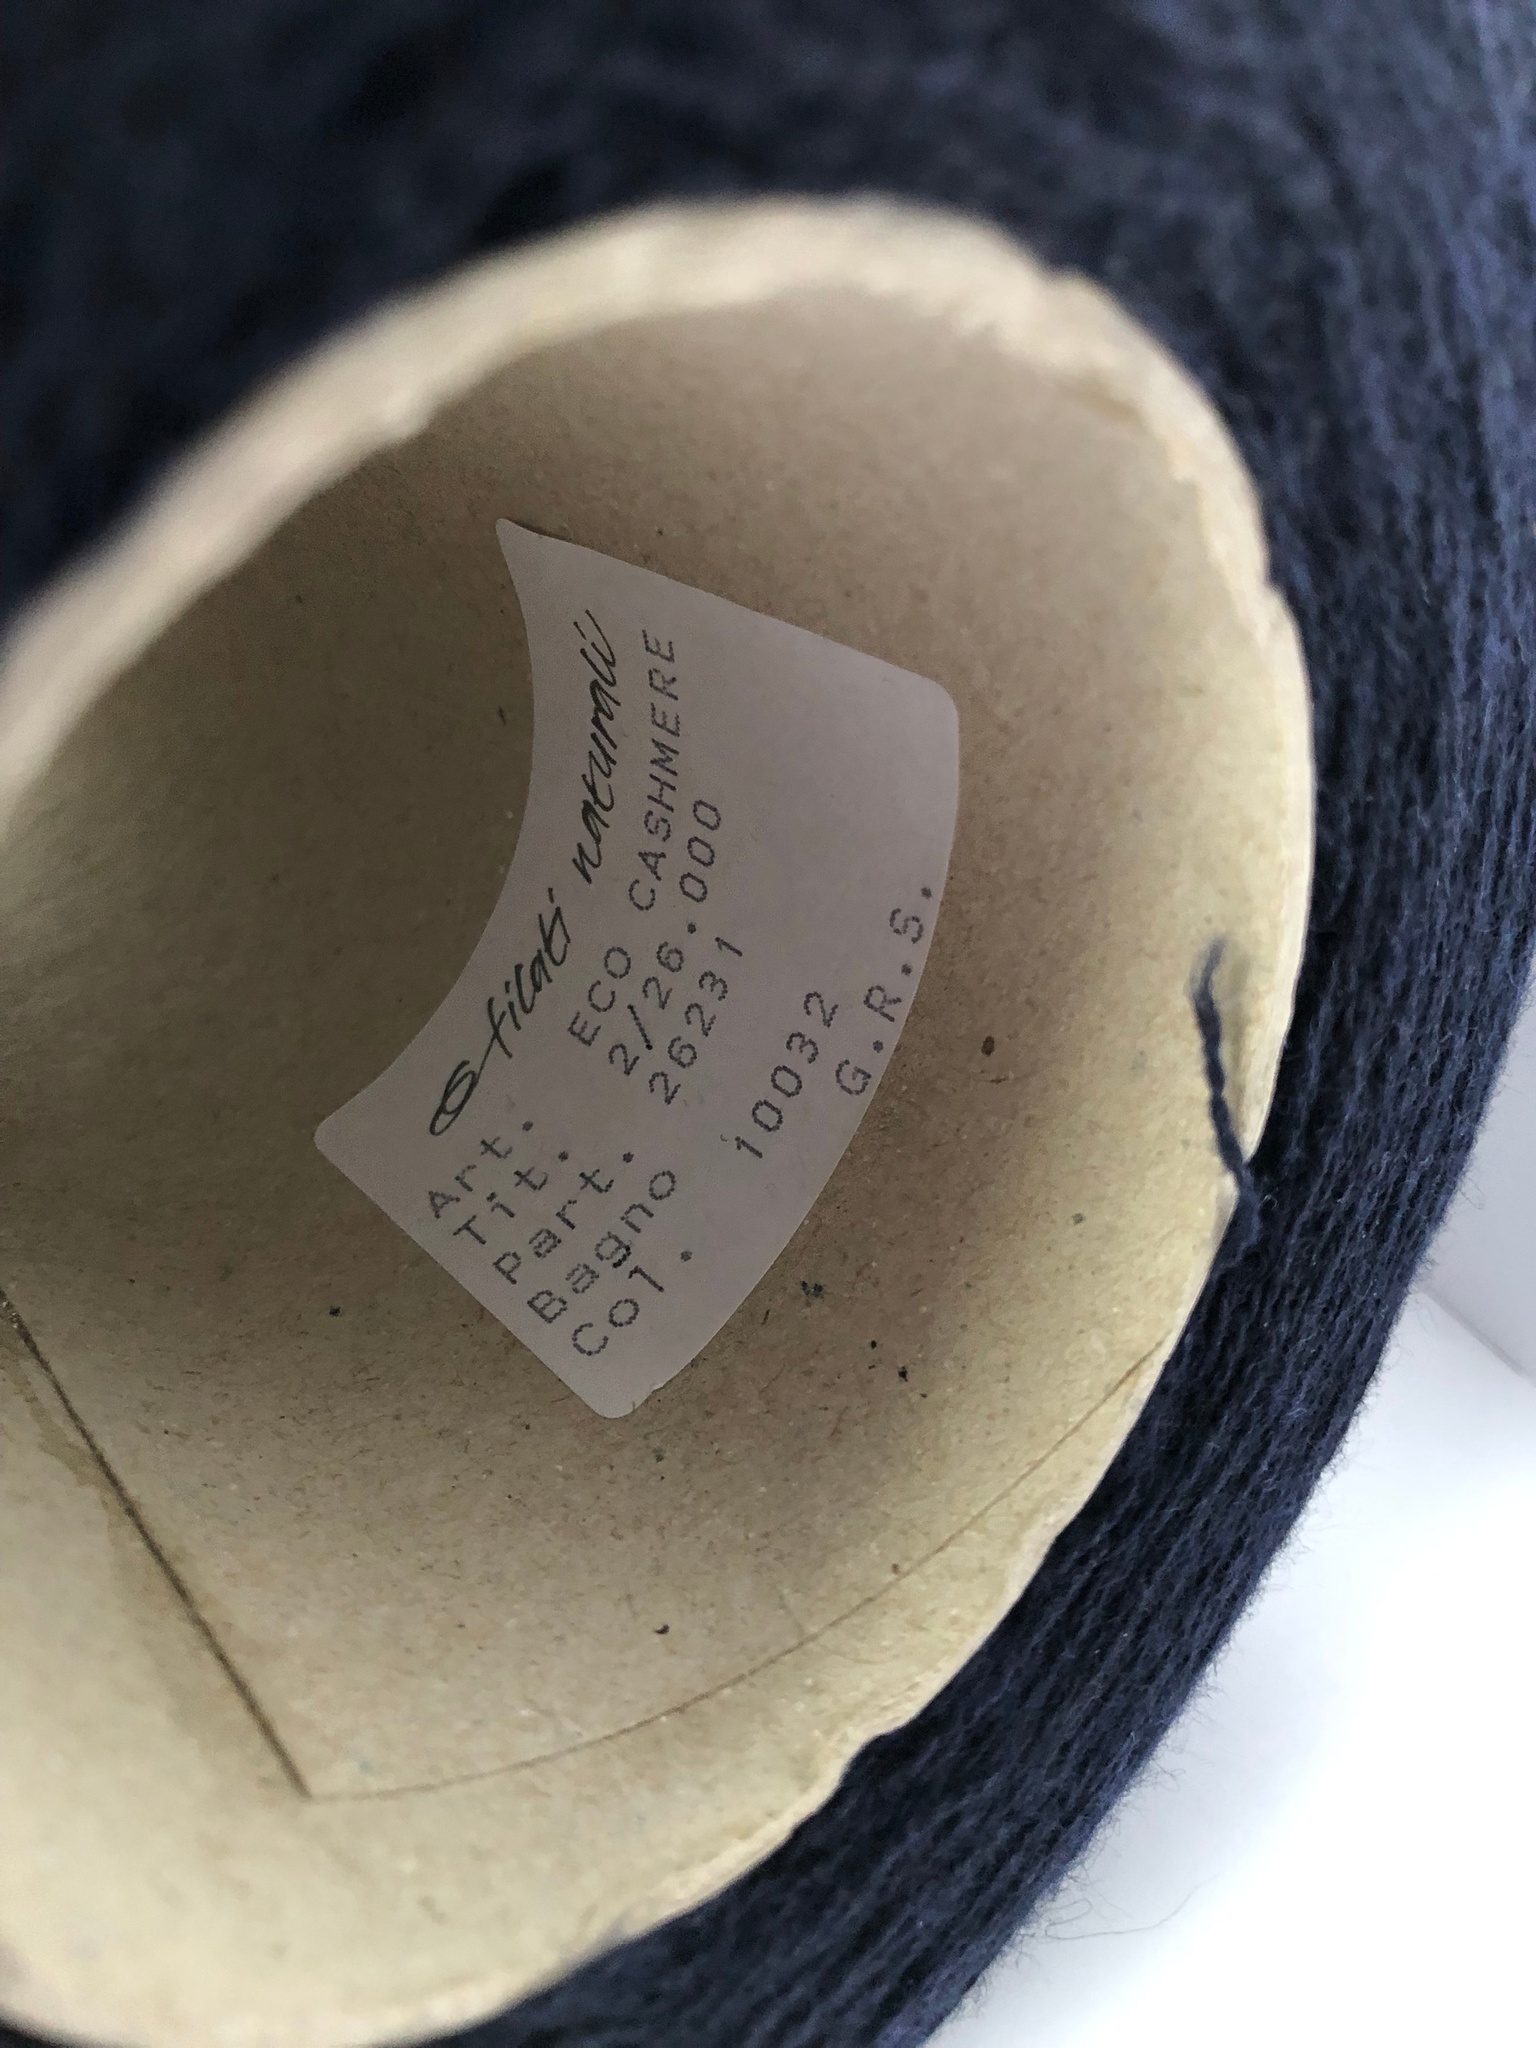 filati naturali
Art. ECO CASHMERE
Tit. 2/26.000
Part. 26231
Bagno
Col. 10032
G.R.S.